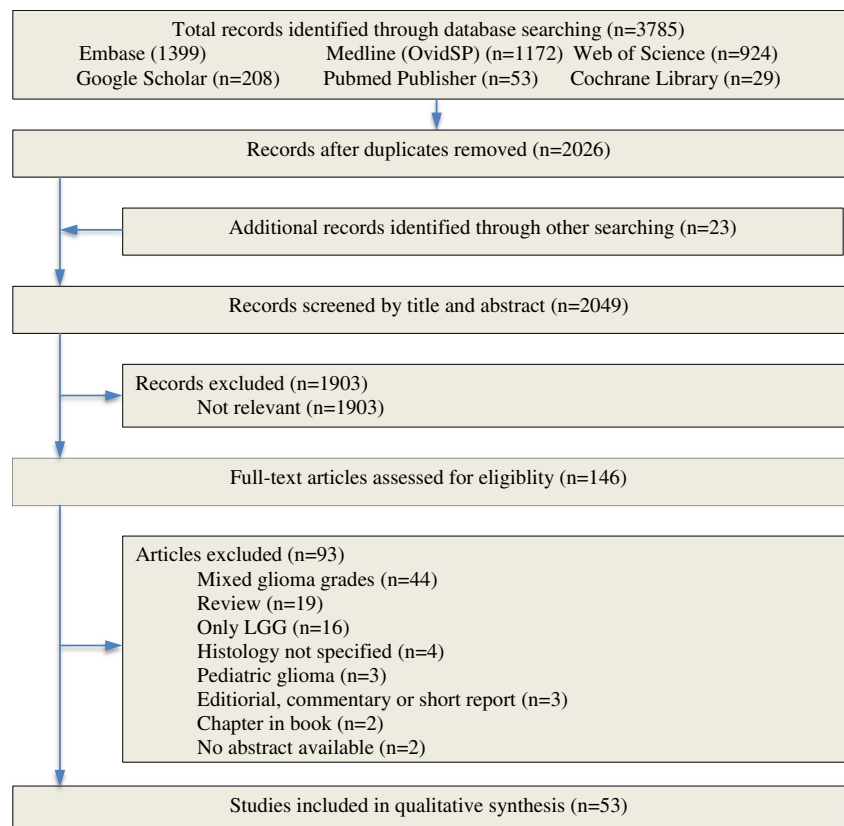 Total records identified through database searching (n=3785)
Embase (1399) Medline (OvidSP) (n=1172) Web of Science (n=924)
Google Scholar (n=208) Pubmed Publisher (n=53) Cochrane Library (n=29)
Records after duplicates removed (n=2026)
Additional records identified through other searching (n=23)
Records screened by title and abstract (n=2049)
Records excluded (n=1903)
Not relevant (n=1903)
Full-text articles assessed for eligiblity (n=146)
Articles excluded (n=93)
Mixed glioma grades (n=44)
Review (n=19)
Only LGG (n=16)
Histology not specified (n=4)
Pediatric glioma (n=3)
Editiorial, commentary or short report (n=3)
Chapter in book (n=2)
No abstract available (n=2)
Studies included in qualitative synthesis (n=53)